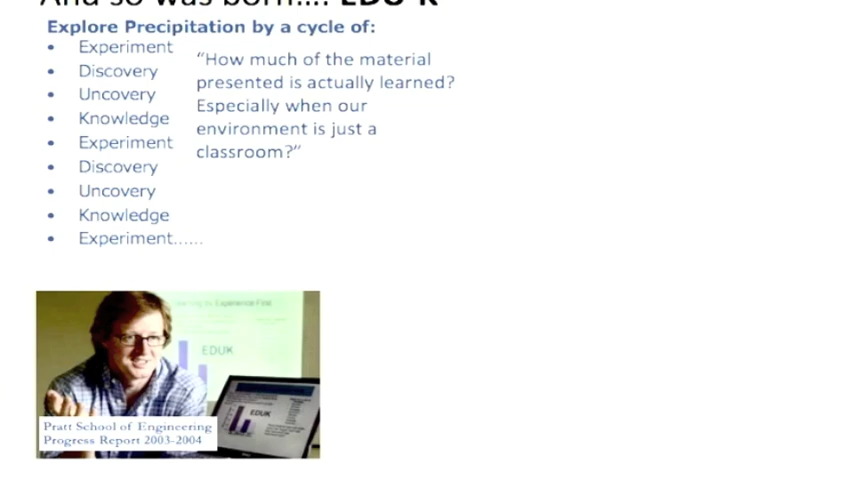 And so was born.... EDU-K
Explore Precipitation by a cycle of:
• Experiment
• Discovery
• Uncovery
• Knowledge
• Experiment
• Discovery
• Uncovery
• Knowledge
• Experiment......
“How much of the material
presented is actually learned?
Especially when our
environment is just a
classroom?”
Experience First
EDUK
EDUK
Pratt School of Engineering
Progress Report 2003-2004